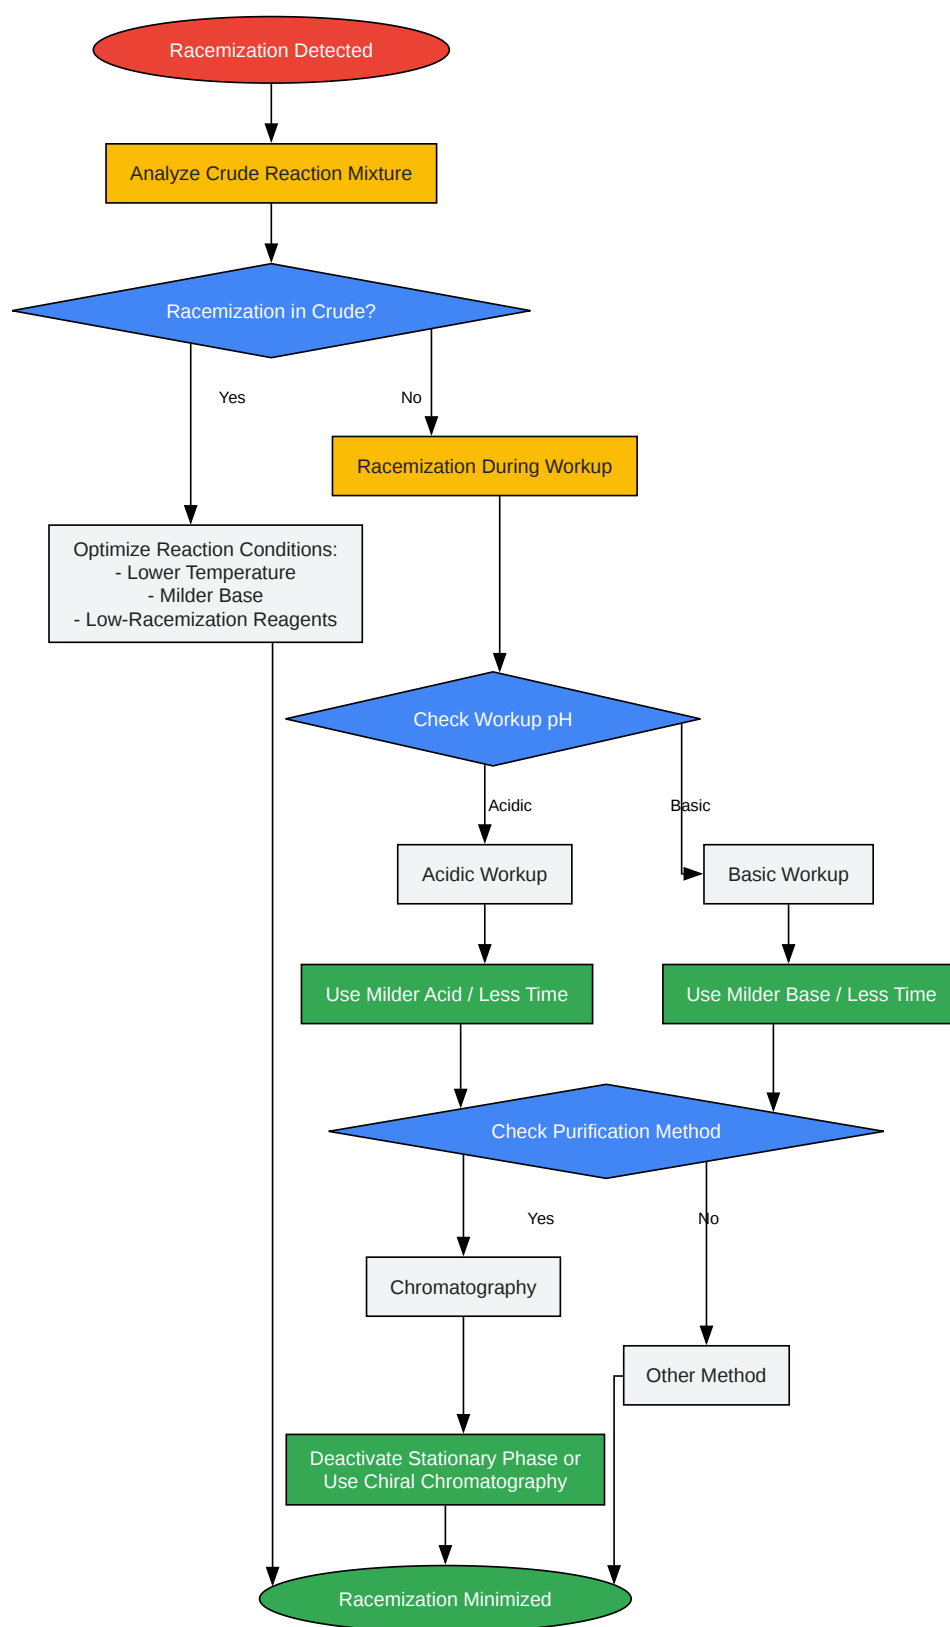 Racemization Detected
Analyze Crude Reaction Mixture
Racemization in Crude?
Yes
No
Racemization During Workup
Optimize Reaction Conditions:
- Lower Temperature
- Milder Base
- Low-Racemization Reagents
Check Workup pH
Acidic
Basic
Acidic Workup
Basic Workup
Use Milder Acid / Less Time
Use Milder Base / Less Time
Check Purification Method
Yes
No
Chromatography
Other Method
Deactivate Stationary Phase or
Use Chiral Chromatography
Racemization Minimized